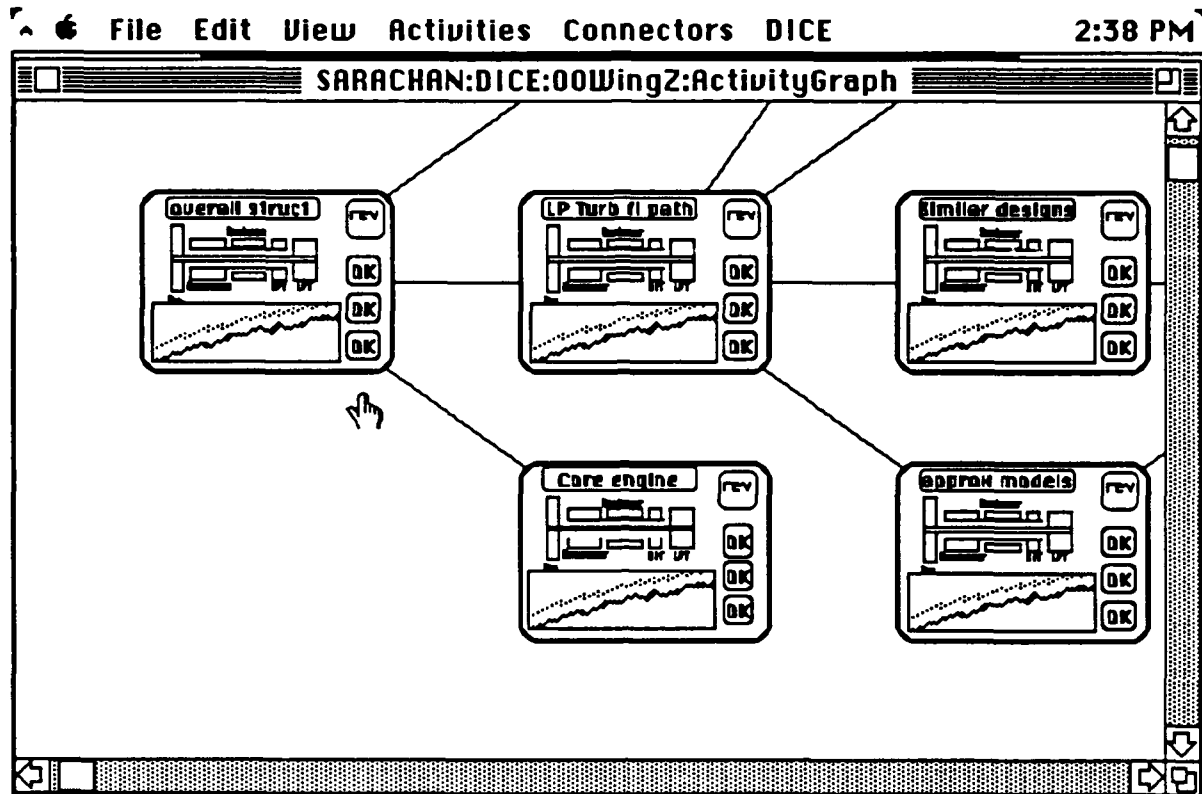 File Edit View Activities Connectors DICE 2:38 PM
SARACHAN:DICE:OOWingZ:ActivityGraph
overall struct
rev
OK
OK
OK
LP Turb fl path
rev
OK
OK
OK
Similar designs
rev
OK
OK
OK
Core engine
rev
OK
OK
OK
approx models
rev
OK
OK
OK